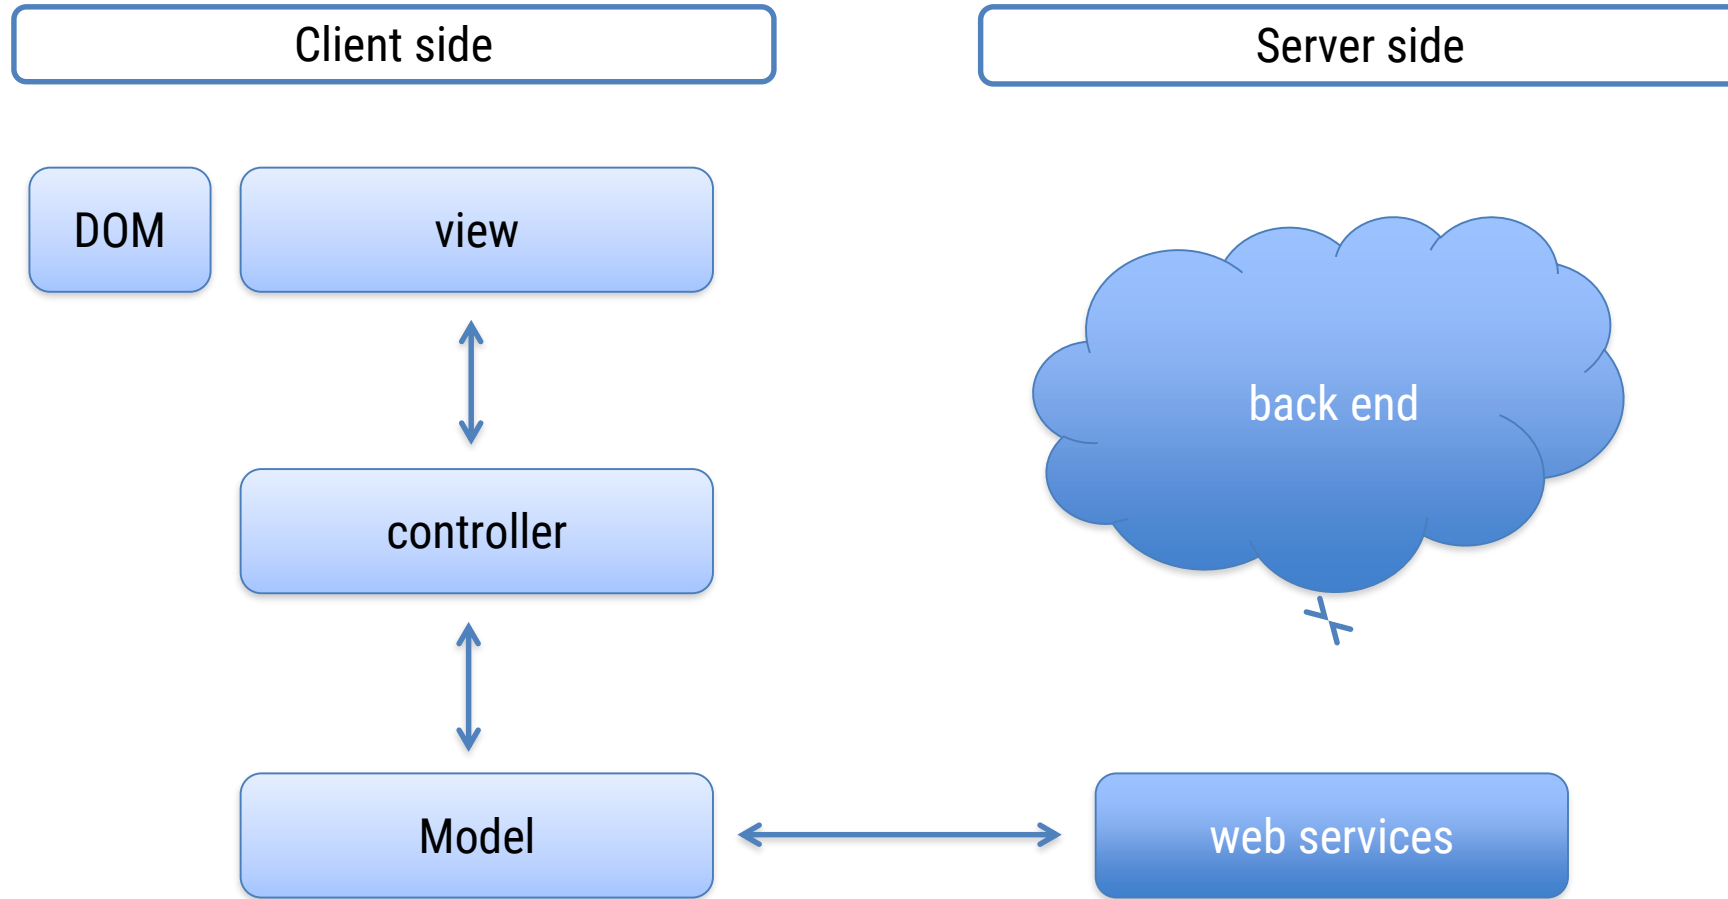 Client side
Server side
DOM
view
back end
controller
Model
web services